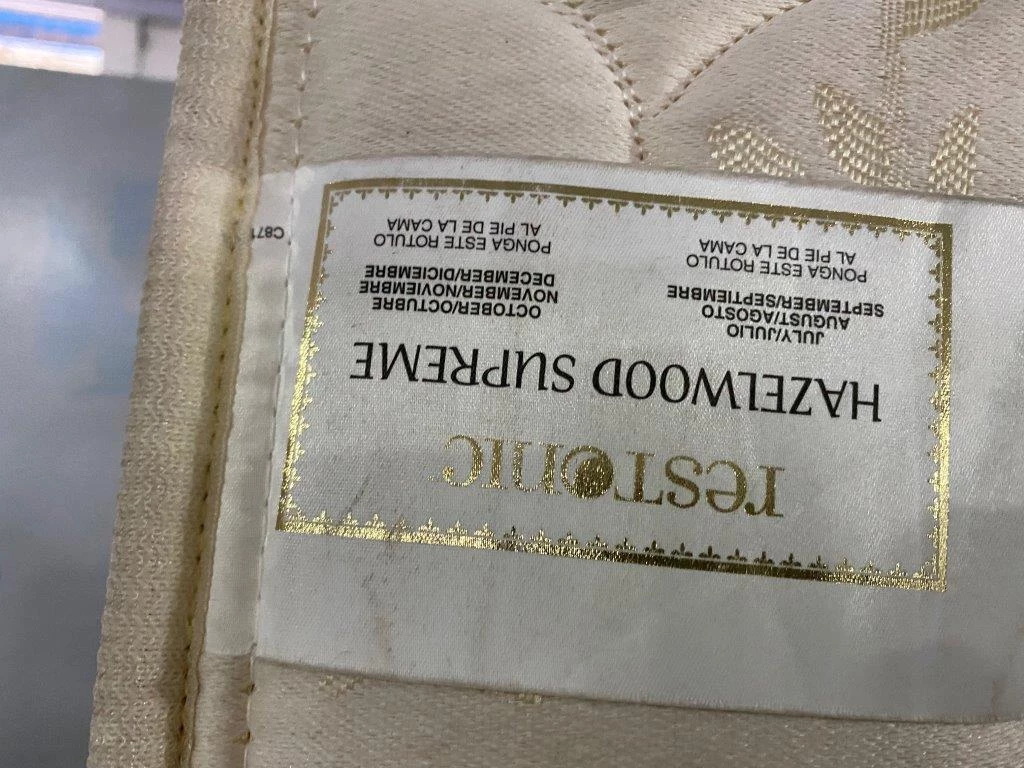 resTonic
HAZELWOOD SUPREME
JULY/JULIO
AUGUST/AGOSTO
SEPTEMBER/SEPTIEMBRE
PONGA ESTE ROTULO
AL PIE DE LA CAMA
OCTOBER/OCTUBRE
NOVEMBER/NOVIEMBRE
DECEMBER/DICIEMBRE
PONGA ESTE ROTULO
AL PIE DE LA CAMA
C871